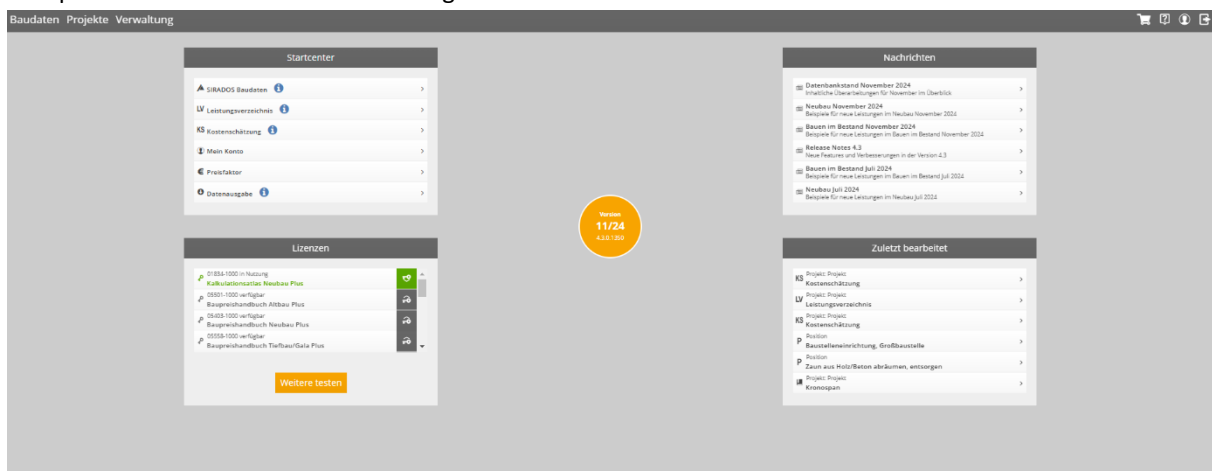 Baudaten Projekte Verwaltung
Startcenter
SIRADOS Baudaten
LV Leistungsverzeichnis
KS Kostenschätzung
Mein Konto
Preisfaktor
Datenausgabe
Nachrichten
Datenbankstand November 2024
Inhaltliche Überarbeitungen für November im Überblick
Neubau November 2024
Beispiele für neue Leistungen im Neubau November 2024
Bauen im Bestand November 2024
Beispiele für neue Leistungen im Bauen im Bestand November 2024
Release Notes 4.3
Neue Features und Verbesserungen in der Version 4.3
Bauen im Bestand Juli 2024
Beispiele für neue Leistungen im Bauen im Bestand Juli 2024
Neubau Juli 2024
Beispiele für neue Leistungen im Neubau Juli 2024
Version
11/24
4.3.0.1200
Lizenzen
01834-1000 in Nutzung
Kalkulationsatlas Neubau Plus
05501-1000 verfügbar
Baupreishandbuch Altbau Plus
05403-1000 verfügbar
Baupreishandbuch Neubau Plus
05558-1000 verfügbar
Baupreishandbuch Tiefbau/Gala Plus
Weitere testen
Zuletzt bearbeitet
KS Projekt: Projekt
Kostenschätzung
LV Projekt: Projekt
Leistungsverzeichnis
KS Projekt: Projekt
Kostenschätzung
P Position
Baustelleneinrichtung, Großbaustelle
P Position
Zaun aus Holz/Beton abräumen, entsorgen
Projekt: Projekt
Kronospan